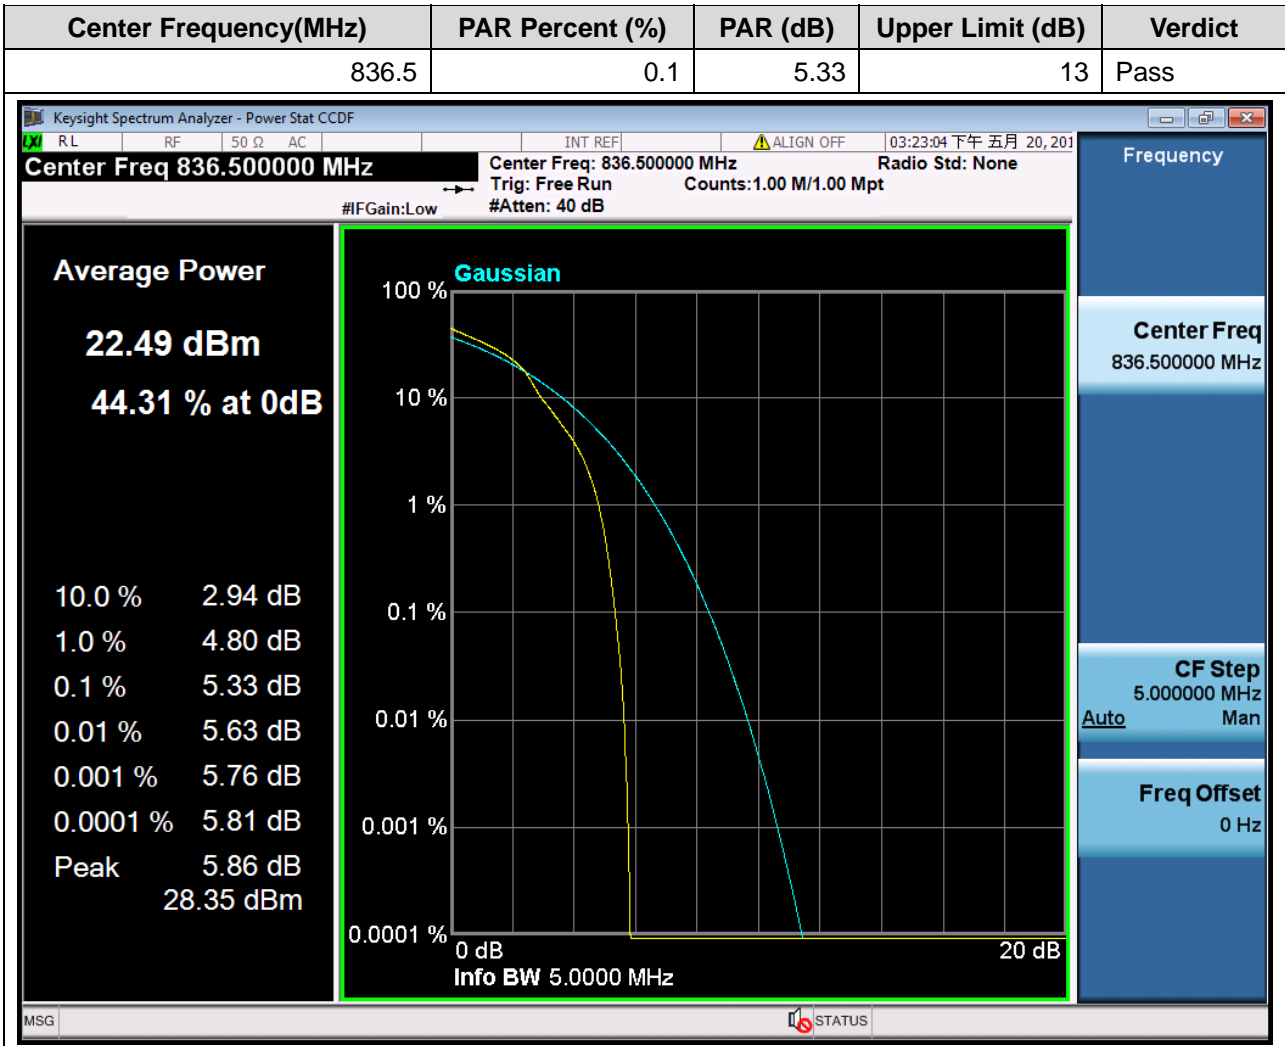 Center Frequency(MHz) PAR Percent (%) PAR (dB) Upper Limit (dB) Verdict
836.5 0.1 5.33 13 Pass
Keysight Spectrum Analyzer - Power Stat CCDF
LXI RL RF 50 Ω AC INT REF ALIGN OFF 03:23:04 下午 五月 20, 201
Center Freq 836.500000 MHz
Center Freq: 836.500000 MHz Radio Std: None
Trig: Free Run Counts:1.00 M/1.00 Mpt
#IFGain:Low #Atten: 40 dB
Average Power
22.49 dBm
44.31 % at 0dB
10.0 % 2.94 dB
1.0 % 4.80 dB
0.1 % 5.33 dB
0.01 % 5.63 dB
0.001 % 5.76 dB
0.0001 % 5.81 dB
Peak 5.86 dB
28.35 dBm
Gaussian
100 %
10 %
1 %
0.1 %
0.01 %
0.001 %
0.0001 %
0 dB 20 dB
Info BW 5.0000 MHz
Frequency
Center Freq
836.500000 MHz
CF Step
5.000000 MHz
Auto Man
Freq Offset
0 Hz
MSG STATUS